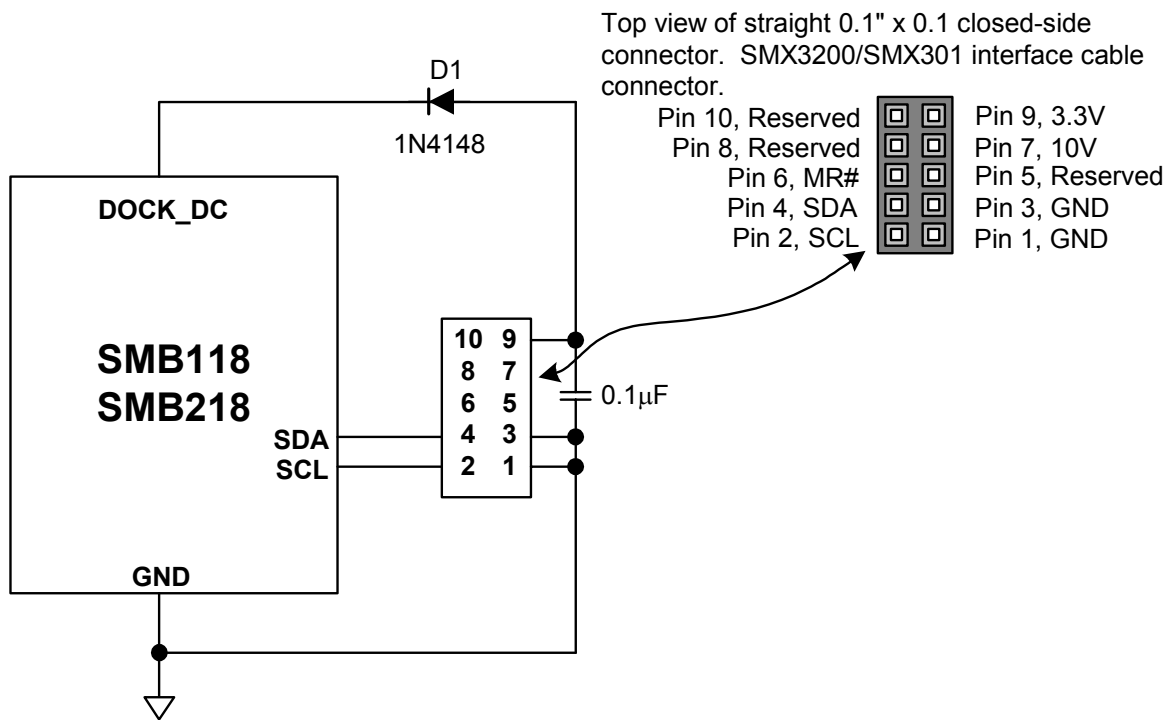 Top view of straight 0.1" x 0.1 closed-side
connector. SMX3200/SMX301 interface cable
connector.
D1
1N4148
Pin 10, Reserved
Pin 9, 3.3V
Pin 8, Reserved
Pin 7, 10V
Pin 6, MR#
Pin 5, Reserved
Pin 4, SDA
Pin 3, GND
Pin 2, SCL
Pin 1, GND
DOCK_DC
SMB118
SMB218
SDA
SCL
GND
10 9
8 7
6 5
4 3
2 1
0.1µF